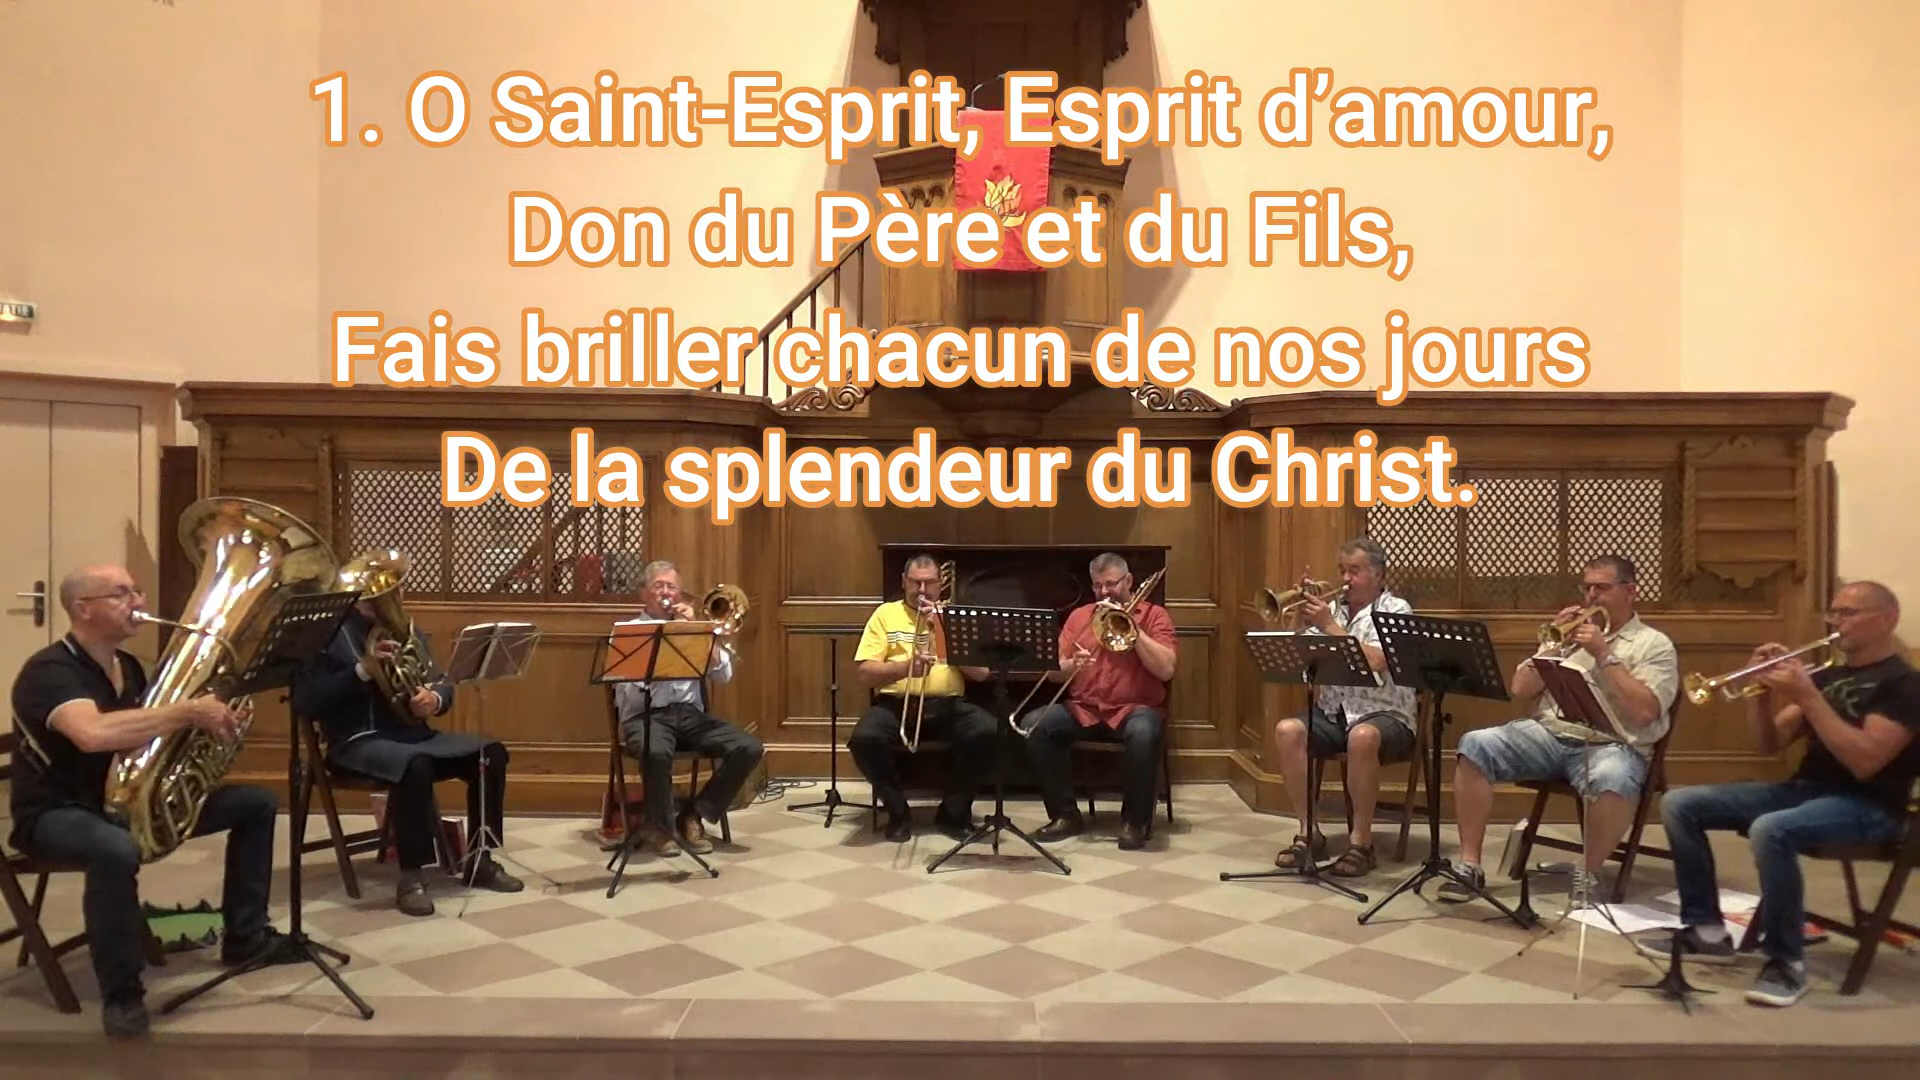 1. O Saint-Esprit, Esprit d’amour,
Don du Père et du Fils,
Fais briller chacun de nos jours
De la splendeur du Christ.